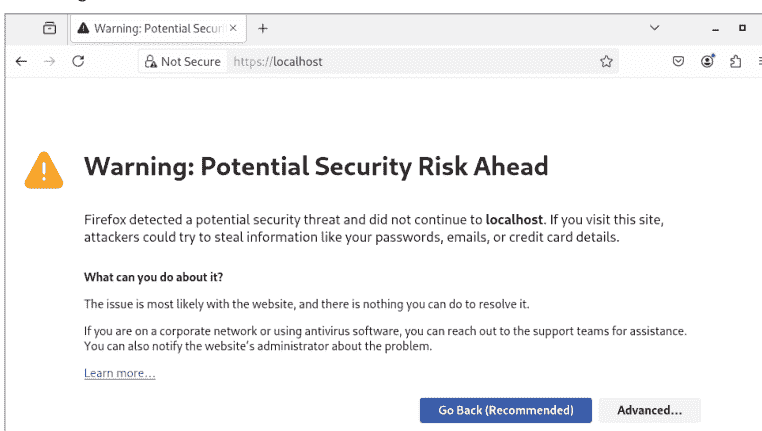 Warning: Potential Securi
Not Secure https://localhost
Warning: Potential Security Risk Ahead
Firefox detected a potential security threat and did not continue to localhost. If you visit this site,
attackers could try to steal information like your passwords, emails, or credit card details.
What can you do about it?
The issue is most likely with the website, and there is nothing you can do to resolve it.
If you are on a corporate network or using antivirus software, you can reach out to the support teams for assistance.
You can also notify the website's administrator about the problem.
Learn more...
Go Back (Recommended) Advanced...